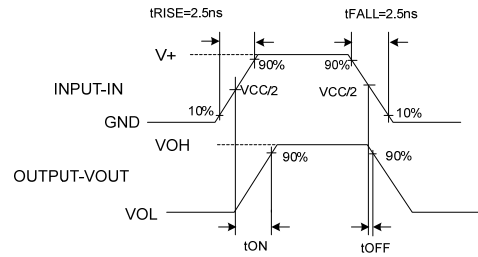 tRISE=2.5ns
tFALL=2.5ns
V+
90%
90%
INPUT-IN
VCC/2
VCC/2
10%
10%
GND
VOH
90%
90%
OUTPUT-VOUT
VOL
tON
tOFF